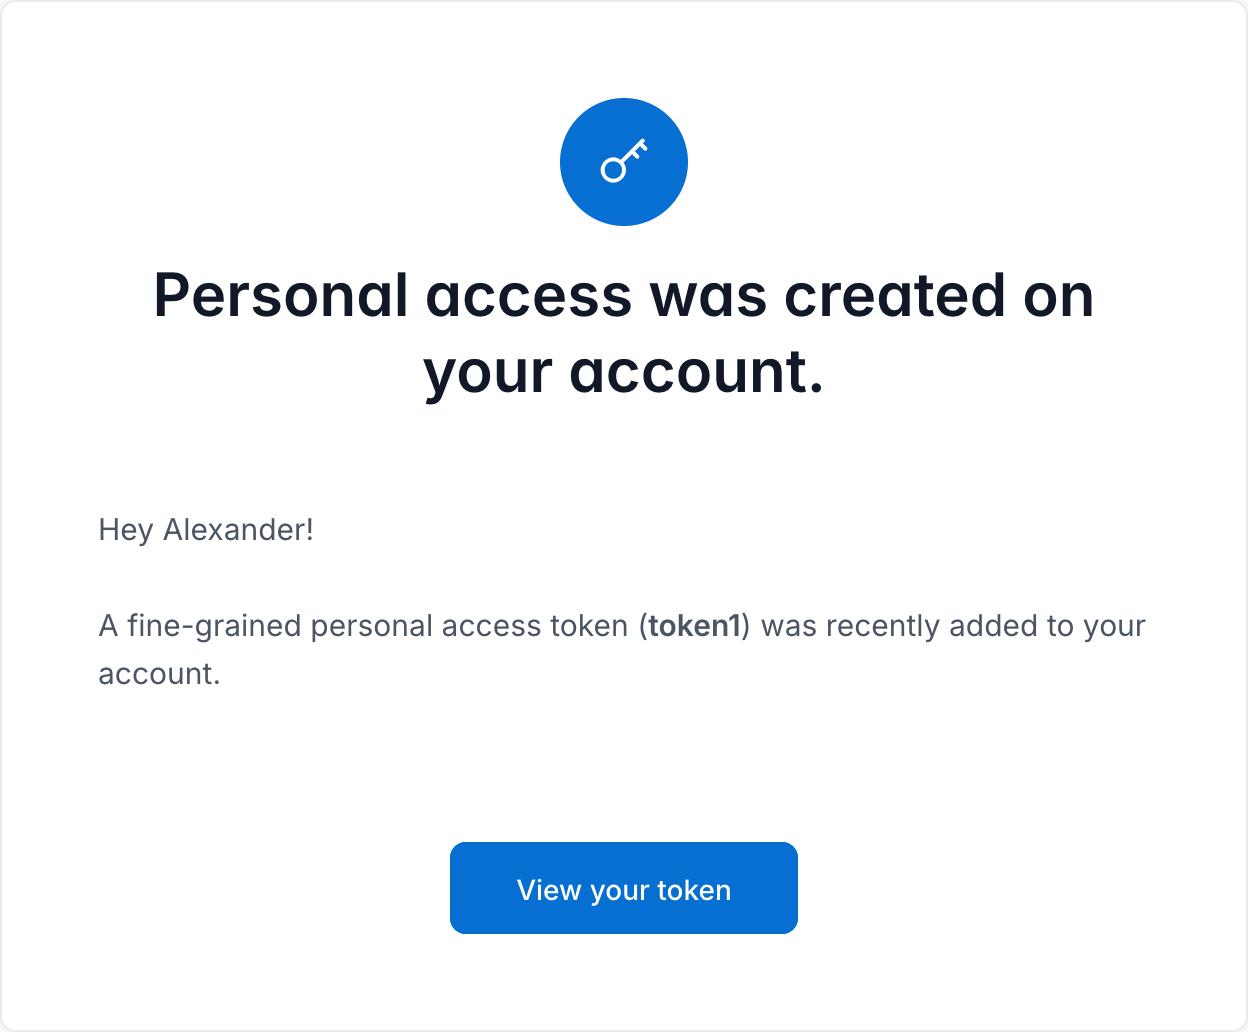 Personal access was created on
your account.
Hey Alexander!
A fine-grained personal access token (token1) was recently added to your
account.
View your token